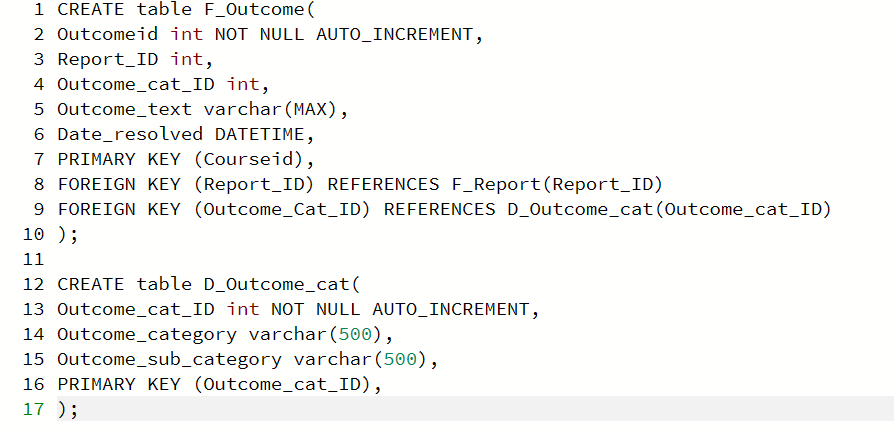 1 CREATE table F_Outcome(
2 Outcomeid int NOT NULL AUTO_INCREMENT,
3 Report_ID int,
4 Outcome_cat_ID int,
5 Outcome_text varchar(MAX),
6 Date_resolved DATETIME,
7 PRIMARY KEY (Courseid),
8 FOREIGN KEY (Report_ID) REFERENCES F_Report(Report_ID)
9 FOREIGN KEY (Outcome_Cat_ID) REFERENCES D_Outcome_cat(Outcome_cat_ID)
10 );
11
12 CREATE table D_Outcome_cat(
13 Outcome_cat_ID int NOT NULL AUTO_INCREMENT,
14 Outcome_category varchar(500),
15 Outcome_sub_category varchar(500),
16 PRIMARY KEY (Outcome_cat_ID),
17 );